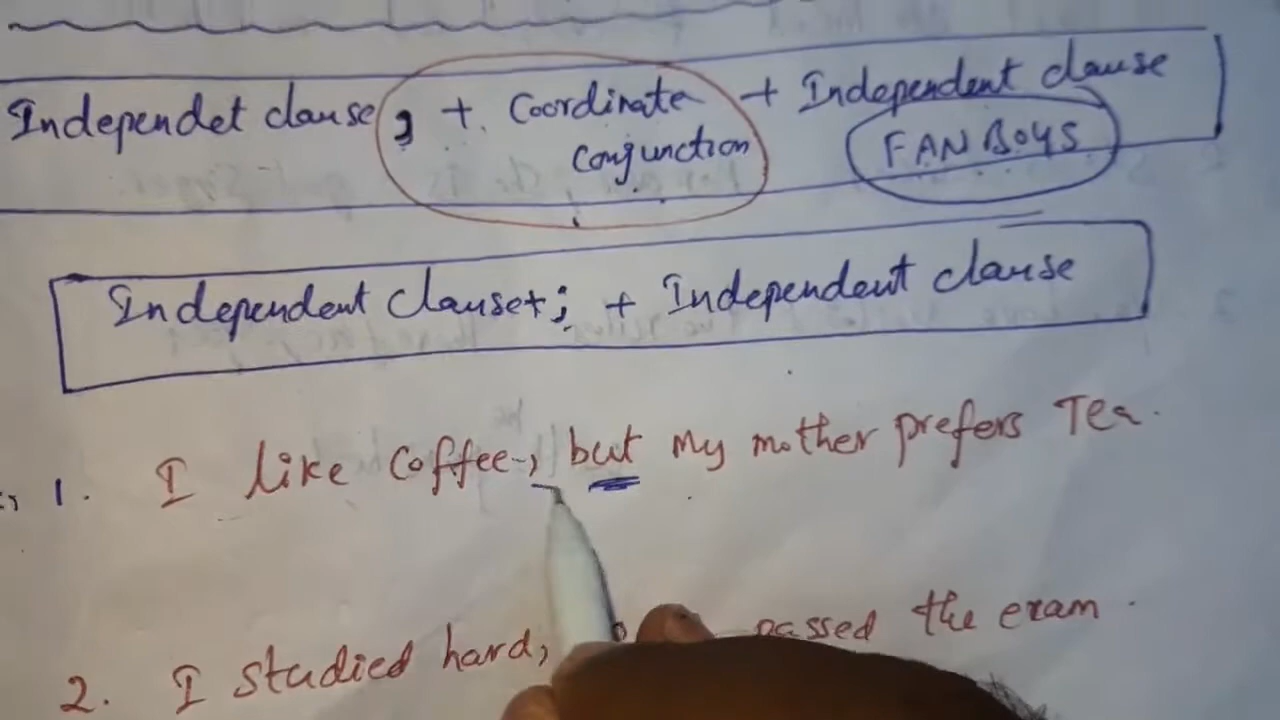 Independet clause, + Coordinate + Independent clause
conjunction FANBOYS
Independent clause+; + Independent clause
1. I like coffee, but My mother prefers Tea.
2. I studied hard, passed the exam.